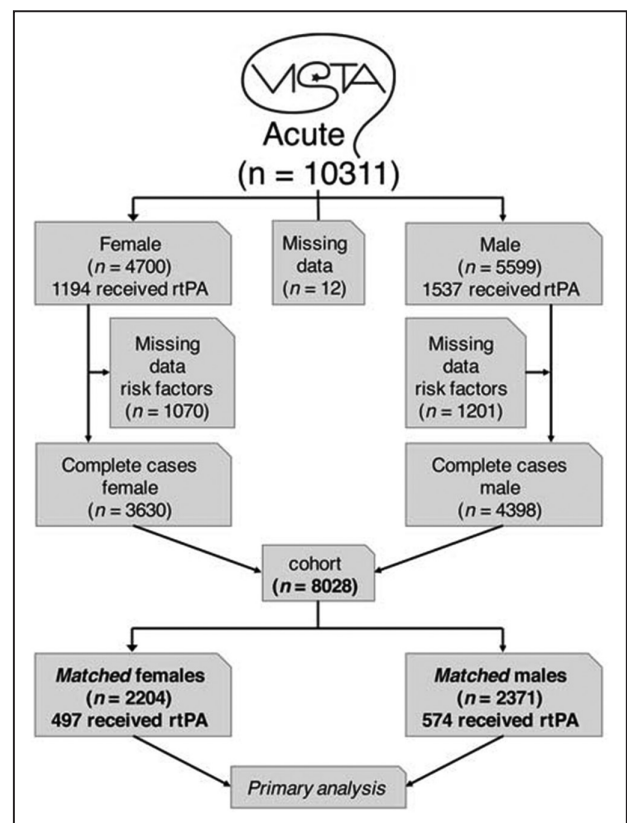 VISTA
Acute
(n = 10311)
Female
(n = 4700)
1194 received rtPA
Missing
data
(n = 12)
Male
(n = 5599)
1537 received rtPA
Missing
data
risk factors
(n = 1070)
Missing
data
risk factors
(n = 1201)
Complete cases
female
(n = 3630)
Complete cases
male
(n = 4398)
cohort
(n = 8028)
Matched females
(n = 2204)
497 received rtPA
Matched males
(n = 2371)
574 received rtPA
Primary analysis